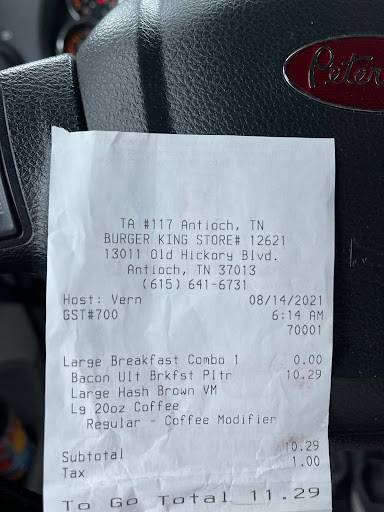 Peter
TA #117 Antioch, TN
BURGER KING STORE# 12621
13011 Old Hickory Blvd.
Antioch, TN 37013
(615) 641-6731
Host: Vern 08/14/2021
GST#700 6:14 AM
70001
Large Breakfast Combo 1 0.00
Bacon Ult Brkfst Pltr 10.29
Large Hash Brown VM
Lg 20oz Coffee
Regular - Coffee Modifier
Subtotal 10.29
Tax 1.00
To Go Total 11.29